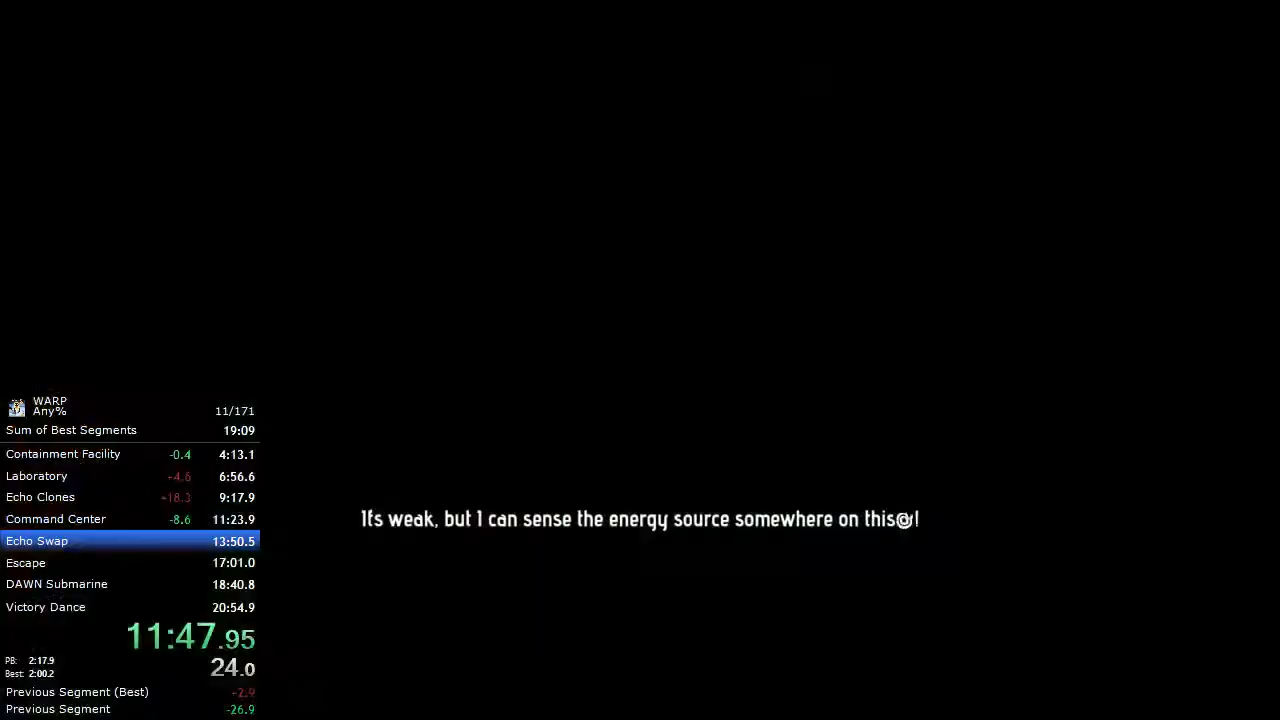 WARP
Any%
11/171
Sum of Best Segments 19:09
Containment Facility -0.4 4:13.1
Laboratory +4.6 6:56.6
Echo Clones +18.3 9:17.9
Command Center -8.6 11:23.9
Echo Swap 13:50.5
Escape 17:01.0
DAWN Submarine 18:40.8
Victory Dance 20:54.9
11:47.95
PB: 2:17.9
Best: 2:00.2
24.0
Previous Segment (Best) +2.9
Previous Segment -26.9
It's weak, but I can sense the energy source somewhere on this